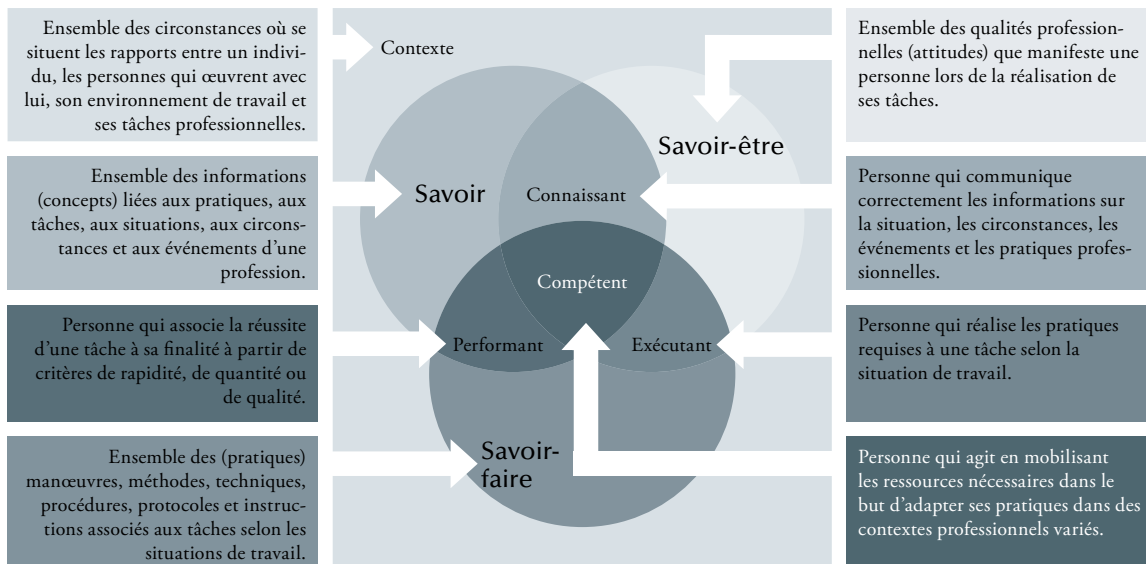 Ensemble des circonstances où se
situent les rapports entre un indivi-
du, les personnes qui œuvrent avec
lui, son environnement de travail et
ses tâches professionnelles.
Ensemble des informations
(concepts) liées aux pratiques, aux
tâches, aux situations, aux circons-
tances et aux événements d’une
profession.
Personne qui associe la réussite
d’une tâche à sa finalité à partir de
critères de rapidité, de quantité ou
de qualité.
Ensemble des (pratiques)
manœuvres, méthodes, techniques,
procédures, protocoles et instruc-
tions associés aux tâches selon les
situations de travail.
Contexte
Savoir-être
Savoir
Connaissant
Compétent
Performant
Exécutant
Savoir-
faire
Ensemble des qualités profession-
nelles (attitudes) que manifeste une
personne lors de la réalisation de
ses tâches.
Personne qui communique
correctement les informations sur
la situation, les circonstances, les
événements et les pratiques profes-
sionnelles.
Personne qui réalise les pratiques
requises à une tâche selon la
situation de travail.
Personne qui agit en mobilisant
les ressources nécessaires dans le
but d’adapter ses pratiques dans des
contextes professionnels variés.